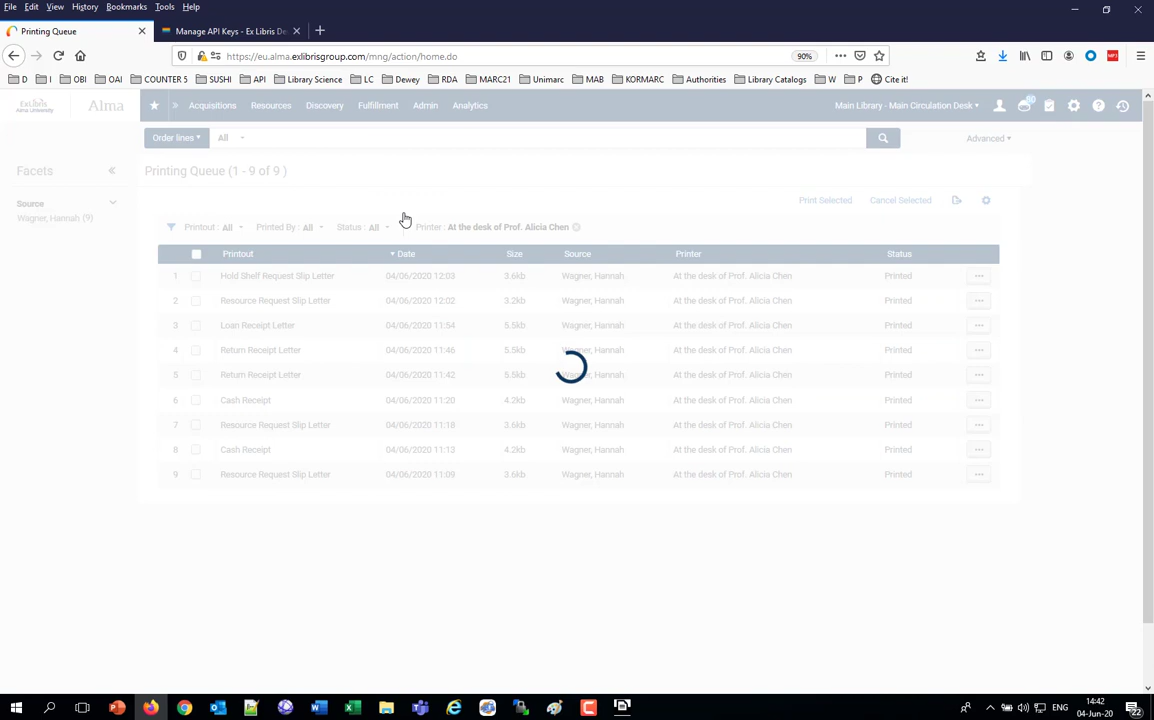 File Edit View History Bookmarks Tools Help
Printing Queue Manage API Keys - Ex Libris De
https://eu.alma.exlibrisgroup.com/mng/action/home.do 90%
D I OBI OAI COUNTER 5 SUSHI API Library Science LC Dewey RDA MARC21 Unimarc MAB KORMARC Authorities Library Catalogs W P Cite it!
ExLibris Alma University Alma Acquisitions Resources Discovery Fulfillment Admin Analytics Main Library - Main Circulation Desk
Order lines All Advanced
Facets Printing Queue (1 - 9 of 9 )
Source
Wagner, Hannah (9)
Print Selected Cancel Selected
Printout : All Printed By : All Status : All Printer : At the desk of Prof. Alicia Chen
Printout Date Size Source Printer Status
1 Hold Shelf Request Slip Letter 04/06/2020 12:03 3.6kb Wagner, Hannah At the desk of Prof. Alicia Chen Printed
2 Resource Request Slip Letter 04/06/2020 12:02 3.2kb Wagner, Hannah At the desk of Prof. Alicia Chen Printed
3 Loan Receipt Letter 04/06/2020 11:54 5.5kb Wagner, Hannah At the desk of Prof. Alicia Chen Printed
4 Return Receipt Letter 04/06/2020 11:46 5.5kb Wagner, Hannah At the desk of Prof. Alicia Chen Printed
5 Return Receipt Letter 04/06/2020 11:42 5.5kb Wagner, Hannah At the desk of Prof. Alicia Chen Printed
6 Cash Receipt 04/06/2020 11:20 4.2kb Wagner, Hannah At the desk of Prof. Alicia Chen Printed
7 Resource Request Slip Letter 04/06/2020 11:18 3.6kb Wagner, Hannah At the desk of Prof. Alicia Chen Printed
8 Cash Receipt 04/06/2020 11:13 4.2kb Wagner, Hannah At the desk of Prof. Alicia Chen Printed
9 Resource Request Slip Letter 04/06/2020 11:09 3.6kb Wagner, Hannah At the desk of Prof. Alicia Chen Printed
ENG 14:42
04-Jun-20 22